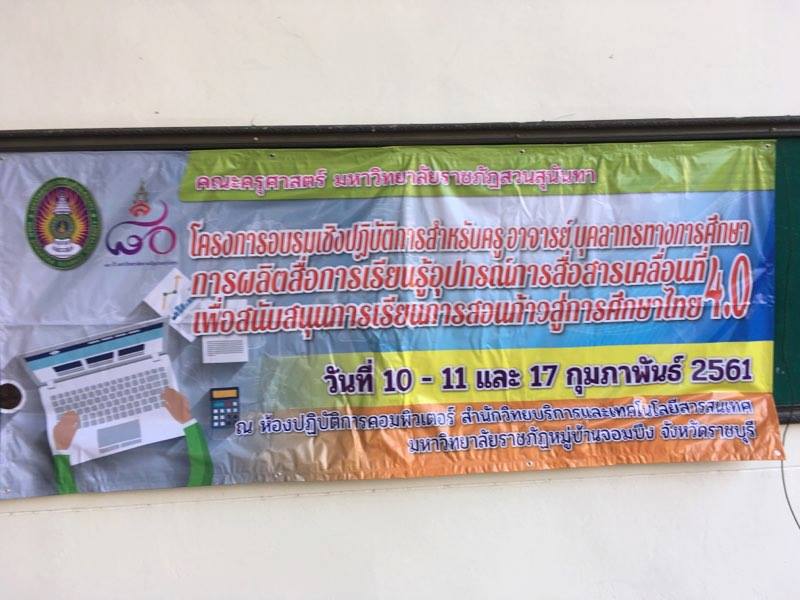 คณะครุศาสตร์ มหาวิทยาลัยราชภัฏสวนสุนันทา
โครงการอบรมเชิงปฏิบัติการสำหรับครู อาจารย์ บุคลากรทางการศึกษา
การผลิตสื่อการเรียนรู้อุปกรณ์การสื่อสารเคลื่อนที่
เพื่อสนับสนุนการเรียนการสอนก้าวสู่การศึกษาไทย 4.0
วันที่ 10 - 11 และ 17 กุมภาพันธ์ 2561
ณ ห้องปฏิบัติการคอมพิวเตอร์ สำนักวิทยบริการและเทคโนโลยีสารสนเทศ
มหาวิทยาลัยราชภัฏหมู่บ้านจอมบึง จังหวัดราชบุรี